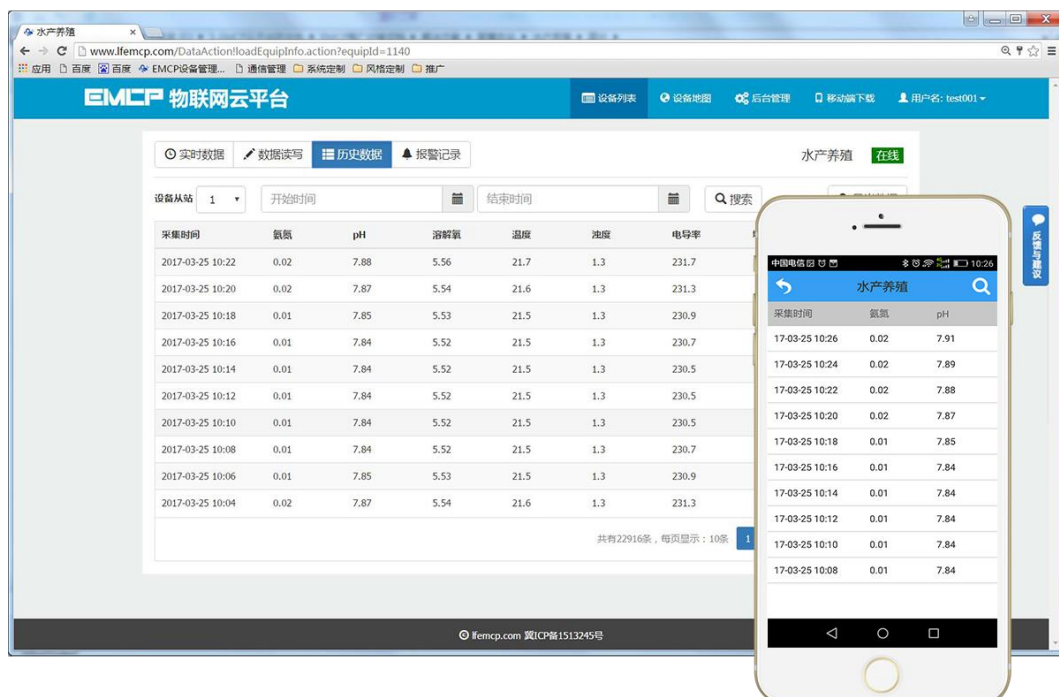 水产养殖
www.lfemcp.com/DataAction!loadEquipInfo.action?equipId=1140
应用 百度 百度 EMCP设备管理... 通信管理 系统定制 风格定制 推广
EMCP 物联网云平台 设备列表 设备地图 后台管理 移动端下载 用户名: test001
实时数据 数据读写 历史数据 报警记录 水产养殖 在线
设备从站 1 开始时间 结束时间 搜索
采集时间 氨氮 pH 溶解氧 温度 浊度 电导率
2017-03-25 10:22 0.02 7.88 5.56 21.7 1.3 231.7
2017-03-25 10:20 0.02 7.87 5.54 21.6 1.3 231.3
2017-03-25 10:18 0.01 7.85 5.53 21.5 1.3 230.9
2017-03-25 10:16 0.01 7.84 5.52 21.5 1.3 230.7
2017-03-25 10:14 0.01 7.84 5.52 21.5 1.3 230.5
2017-03-25 10:12 0.01 7.84 5.52 21.5 1.3 230.5
2017-03-25 10:10 0.01 7.84 5.52 21.5 1.3 230.5
2017-03-25 10:08 0.01 7.84 5.52 21.5 1.3 230.7
2017-03-25 10:06 0.01 7.85 5.53 21.5 1.3 230.9
2017-03-25 10:04 0.02 7.87 5.54 21.6 1.3 231.3
共有22916条，每页显示：10条 1
lfemcp.com 冀ICP备1513245号
反馈与建议
中国电信 10:26
水产养殖
采集时间 氨氮 pH
17-03-25 10:26 0.02 7.91
17-03-25 10:24 0.02 7.89
17-03-25 10:22 0.02 7.88
17-03-25 10:20 0.02 7.87
17-03-25 10:18 0.01 7.85
17-03-25 10:16 0.01 7.84
17-03-25 10:14 0.01 7.84
17-03-25 10:12 0.01 7.84
17-03-25 10:10 0.01 7.84
17-03-25 10:08 0.01 7.84